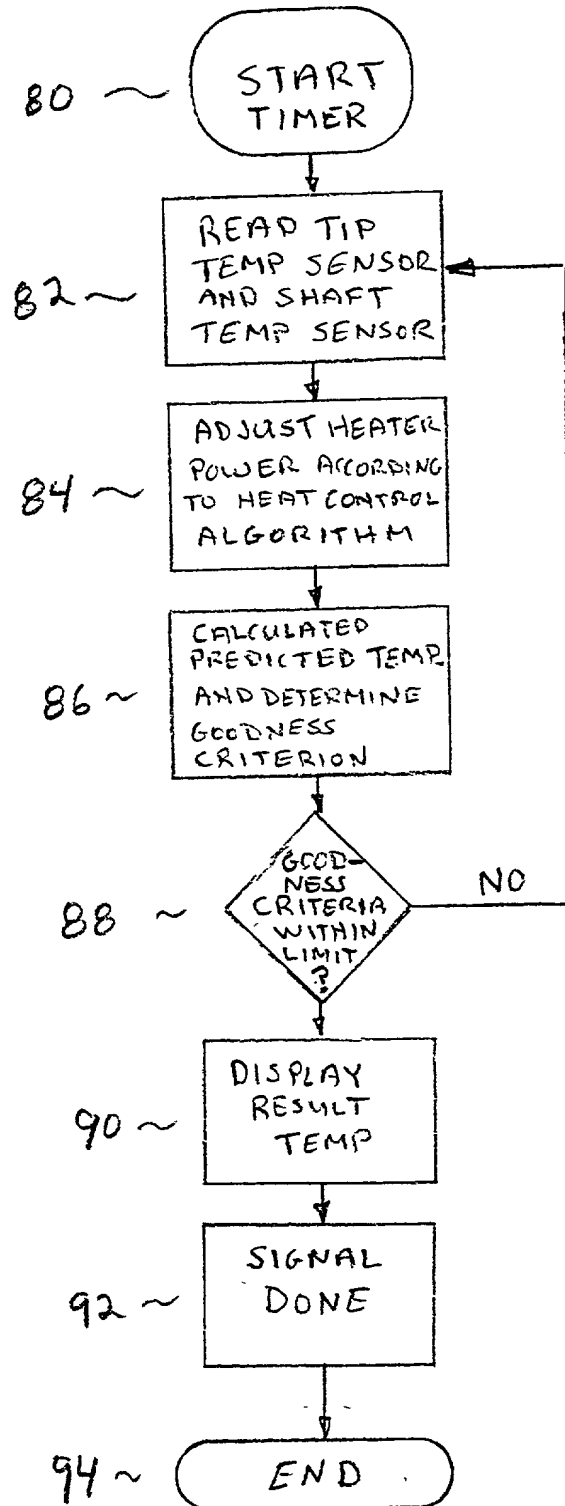 80 ~ START
TIMER
82 ~ READ TIP
TEMP SENSOR
AND SHAFT
TEMP SENSOR
84 ~ ADJUST HEATER
POWER ACCORDING
TO HEAT CONTROL
ALGORITHM
86 ~ CALCULATED
PREDICTED TEMP.
AND DETERMINE
GOODNESS
CRITERION
88 ~ GOOD-
NESS
CRITERIA
WITHIN
LIMIT
?
NO
90 ~ DISPLAY
RESULT
TEMP
92 ~ SIGNAL
DONE
94 ~ END